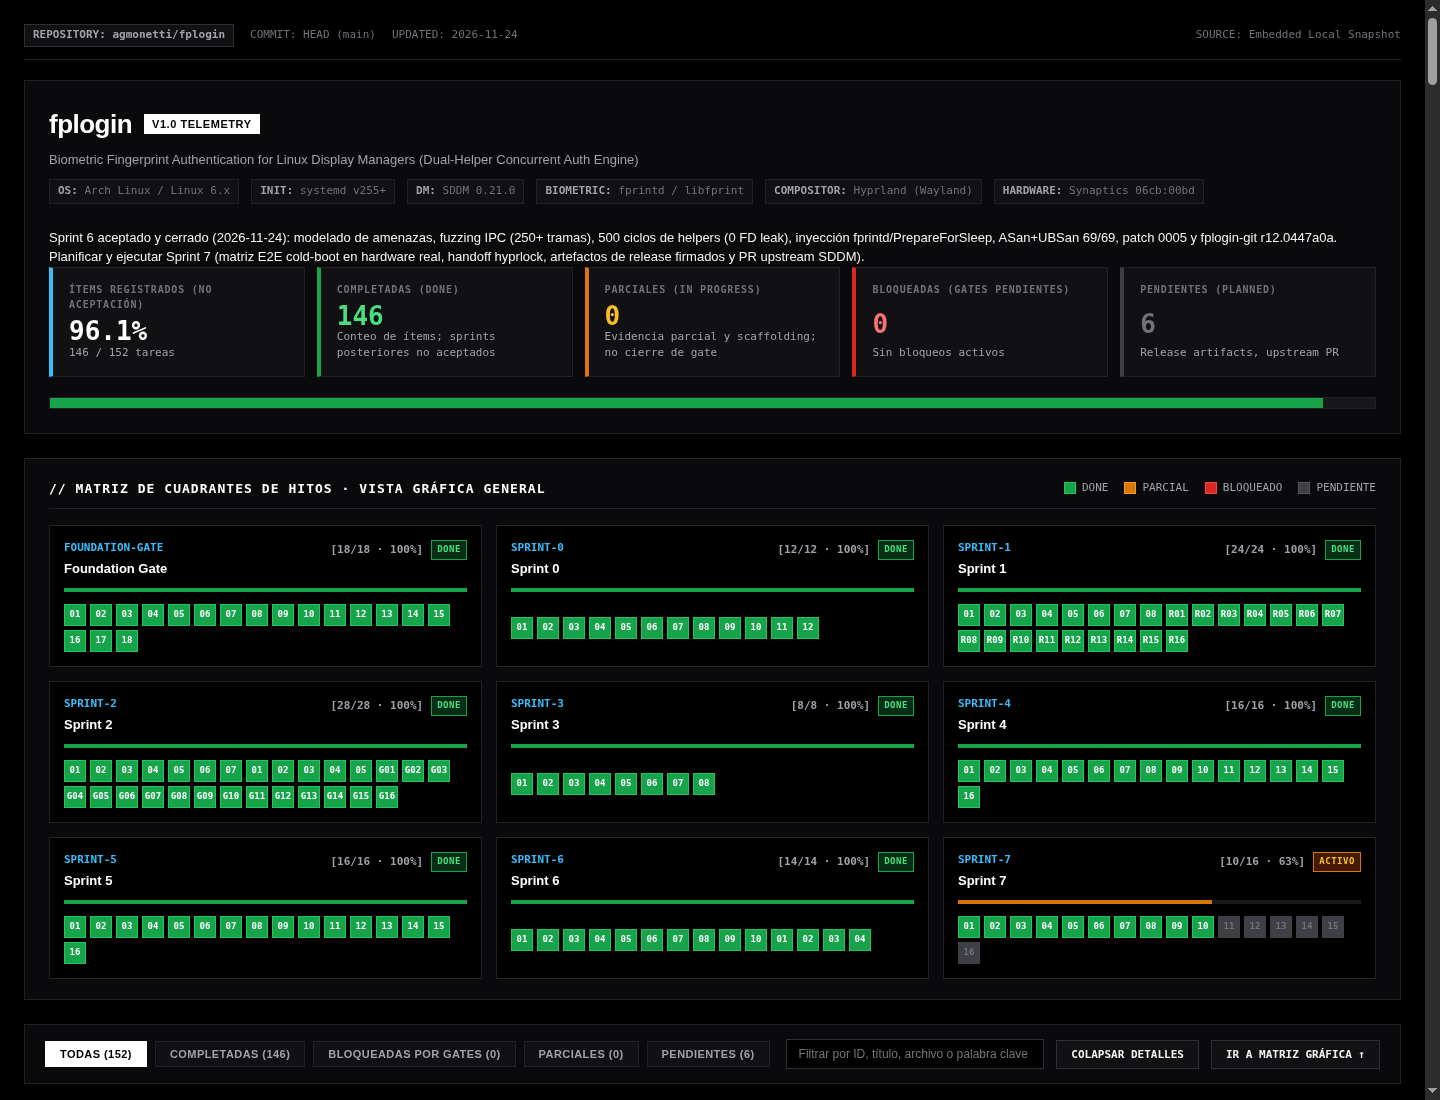 REPOSITORY: agmonetti/fplogin COMMIT: HEAD (main) UPDATED: 2026-11-24 SOURCE: Embedded Local Snapshot
fplogin V1.0 TELEMETRY
Biometric Fingerprint Authentication for Linux Display Managers (Dual-Helper Concurrent Auth Engine)
OS: Arch Linux / Linux 6.x INIT: systemd v255+ DM: SDDM 0.21.0 BIOMETRIC: fprintd / libfprint COMPOSITOR: Hyprland (Wayland) HARDWARE: Synaptics 06cb:00bd
Sprint 6 aceptado y cerrado (2026-11-24): modelado de amenazas, fuzzing IPC (250+ tramas), 500 ciclos de helpers (0 FD leak), inyección fprintd/PrepareForSleep, ASan+UBSan 69/69, patch 0005 y fplogin-git r12.0447a0a.
Planificar y ejecutar Sprint 7 (matriz E2E cold-boot en hardware real, handoff hyprlock, artefactos de release firmados y PR upstream SDDM).
ÍTEMS REGISTRADOS (NO
ACEPTACIÓN)
96.1%
146 / 152 tareas
COMPLETADAS (DONE)
146
Conteo de ítems; sprints
posteriores no aceptados
PARCIALES (IN PROGRESS)
0
Evidencia parcial y scaffolding;
no cierre de gate
BLOQUEADAS (GATES PENDIENTES)
0
Sin bloqueos activos
PENDIENTES (PLANNED)
6
Release artifacts, upstream PR
// MATRIZ DE CUADRANTES DE HITOS · VISTA GRÁFICA GENERAL
DONE PARCIAL BLOQUEADO PENDIENTE
FOUNDATION-GATE [18/18 · 100%] DONE
Foundation Gate
01 02 03 04 05 06 07 08 09 10 11 12 13 14 15
16 17 18
SPRINT-0 [12/12 · 100%] DONE
Sprint 0
01 02 03 04 05 06 07 08 09 10 11 12
SPRINT-1 [24/24 · 100%] DONE
Sprint 1
01 02 03 04 05 06 07 08 R01 R02 R03 R04 R05 R06 R07
R08 R09 R10 R11 R12 R13 R14 R15 R16
SPRINT-2 [28/28 · 100%] DONE
Sprint 2
01 02 03 04 05 06 07 01 02 03 04 05 G01 G02 G03
G04 G05 G06 G07 G08 G09 G10 G11 G12 G13 G14 G15 G16
SPRINT-3 [8/8 · 100%] DONE
Sprint 3
01 02 03 04 05 06 07 08
SPRINT-4 [16/16 · 100%] DONE
Sprint 4
01 02 03 04 05 06 07 08 09 10 11 12 13 14 15
16
SPRINT-5 [16/16 · 100%] DONE
Sprint 5
01 02 03 04 05 06 07 08 09 10 11 12 13 14 15
16
SPRINT-6 [14/14 · 100%] DONE
Sprint 6
01 02 03 04 05 06 07 08 09 10 01 02 03 04
SPRINT-7 [10/16 · 63%] ACTIVO
Sprint 7
01 02 03 04 05 06 07 08 09 10 11 12 13 14 15
16
TODAS (152) COMPLETADAS (146) BLOQUEADAS POR GATES (0) PARCIALES (0) PENDIENTES (6) Filtrar por ID, título, archivo o palabra clave COLAPSAR DETALLES IR A MATRIZ GRÁFICA ↑